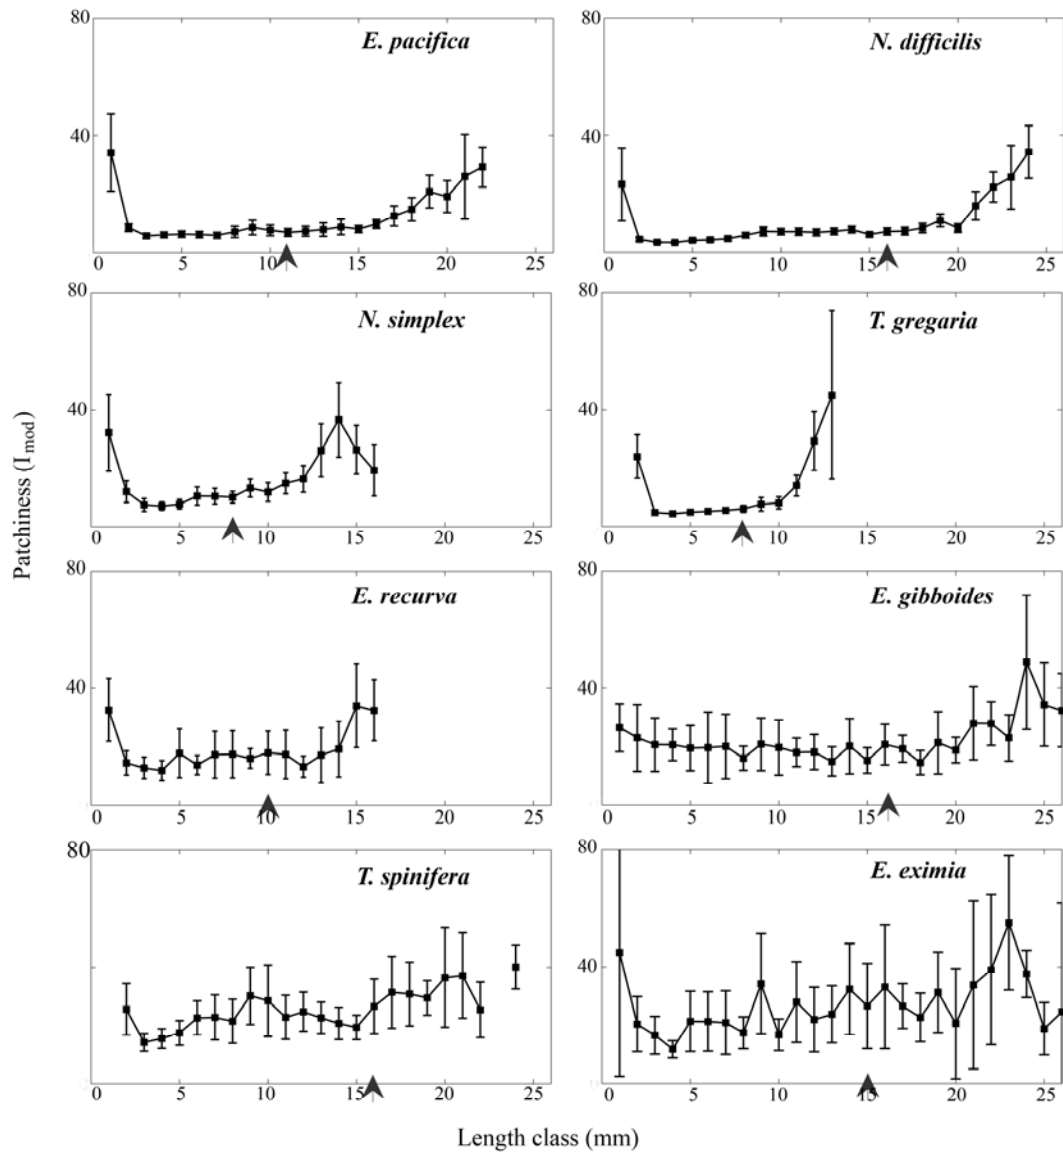 80
E. pacifica
40
0 5 10 15 20 25
80
N. difficilis
40
0 5 10 15 20 25
80
N. simplex
40
0 5 10 15 20 25
80
T. gregaria
40
0 5 10 15 20 25
Patchiness (I_mod)
80
E. recurva
40
0 5 10 15 20 25
80
E. gibboides
40
0 5 10 15 20 25
80
T. spinifera
0 5 10 15 20 25
80
E. eximia
40
0 5 10 15 20 25
Length class (mm)